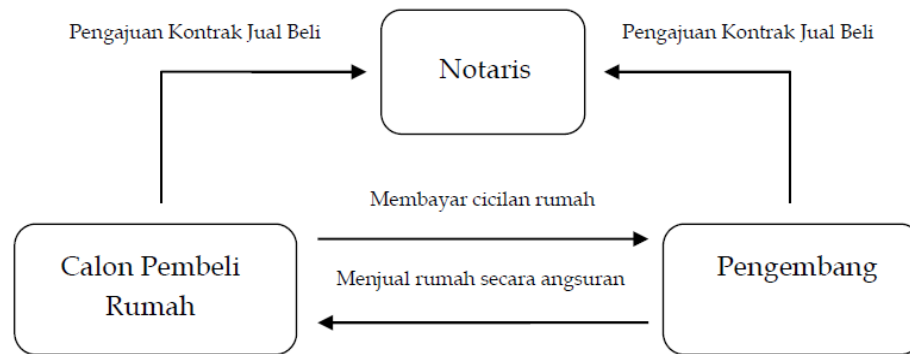 Pengajuan Kontrak Jual Beli
Pengajuan Kontrak Jual Beli
Notaris
Membayar cicilan rumah
Calon Pembeli
Rumah
Menjual rumah secara angsuran
Pengembang